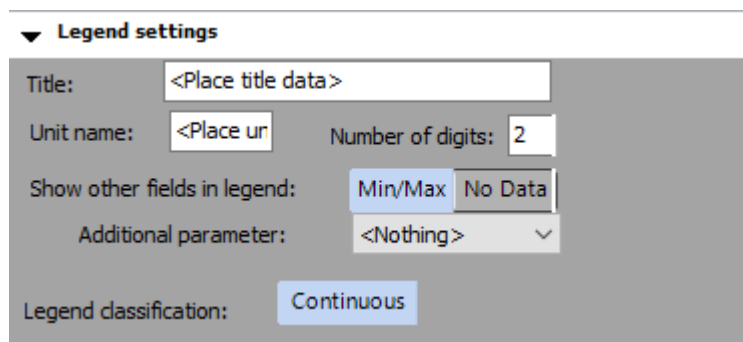 Legend settings
Title: <Place title data>
Unit name: <Place un Number of digits: 2
Show other fields in legend: Min/Max No Data
Additional parameter: <Nothing>
Legend classification: Continuous